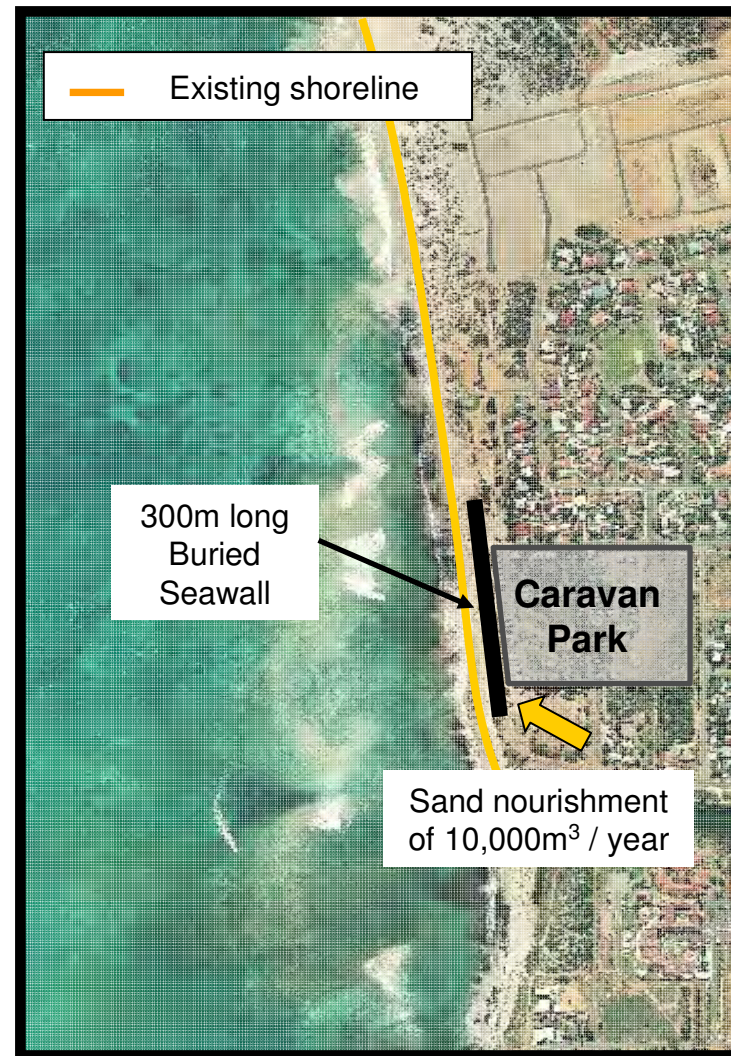 Existing shoreline
300m long
Buried
Seawall
Caravan
Park
Sand nourishment
of 10,000m³ / year